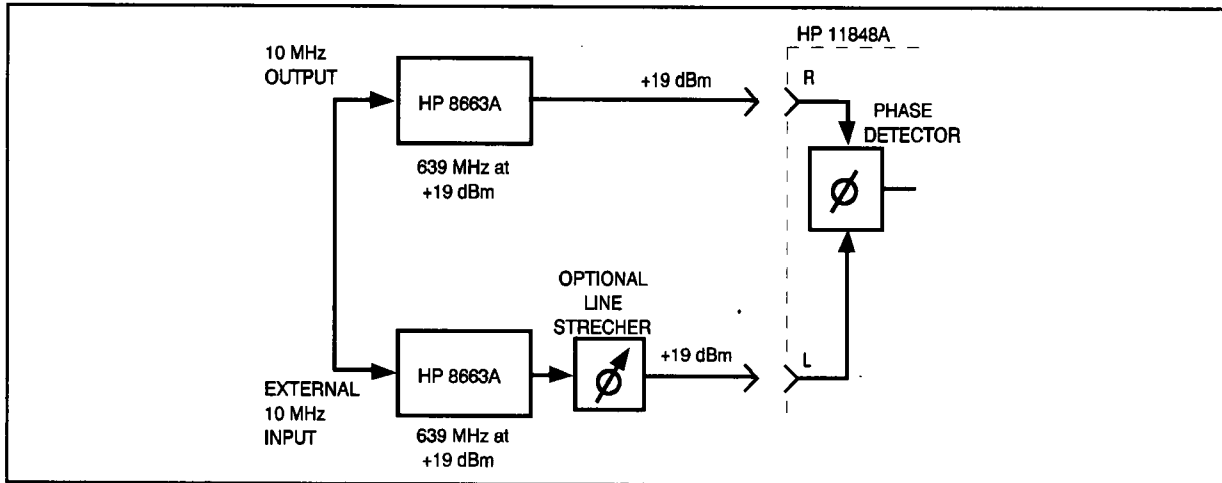 HP 11848A
10 MHz
OUTPUT
HP 8663A
+19 dBm
R
639 MHz at
+19 dBm
PHASE
DETECTOR
ø
OPTIONAL
LINE
STRECHER
HP 8663A
ø
+19 dBm
L
EXTERNAL
10 MHz
INPUT
639 MHz at
+19 dBm